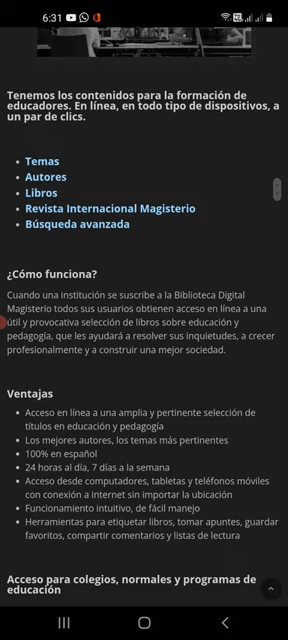 6:31
Tenemos los contenidos para la formación de
educadores. En línea, en todo tipo de dispositivos, a
un par de clics.
Temas
Autores
Libros
Revista Internacional Magisterio
Búsqueda avanzada
¿Cómo funciona?
Cuando una institución se suscribe a la Biblioteca Digital
Magisterio todos sus usuarios obtienen acceso en línea a una
útil y provocativa selección de libros sobre educación y
pedagogía, que les ayudará a resolver sus inquietudes, a crecer
profesionalmente y a construir una mejor sociedad.
Ventajas
Acceso en línea a una amplia y pertinente selección de
títulos en educación y pedagogía
Los mejores autores, los temas más pertinentes
100% en español
24 horas al día, 7 días a la semana
Acceso desde computadores, tabletas y teléfonos móviles
con conexión a internet sin importar la ubicación
Funcionamiento intuitivo, de fácil manejo
Herramientas para etiquetar libros, tomar apuntes, guardar
favoritos, compartir comentarios y listas de lectura
Acceso para colegios, normales y programas de
educación